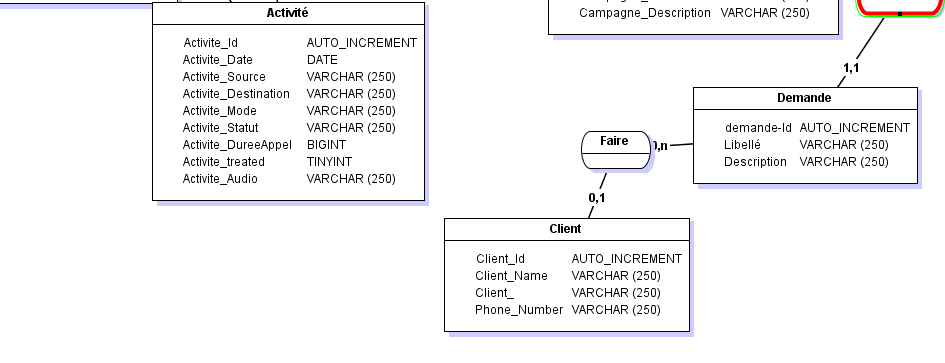 Activité
Activite_Id AUTO_INCREMENT
Activite_Date DATE
Activite_Source VARCHAR (250)
Activite_Destination VARCHAR (250)
Activite_Mode VARCHAR (250)
Activite_Statut VARCHAR (250)
Activite_DureeAppel BIGINT
Activite_treated TINYINT
Activite_Audio VARCHAR (250)
Campagne_Description VARCHAR (250)
1,1
Demande
demande-Id AUTO_INCREMENT
Libellé VARCHAR (250)
Description VARCHAR (250)
Faire
0,n
0,1
Client
Client_Id AUTO_INCREMENT
Client_Name VARCHAR (250)
Client_ VARCHAR (250)
Phone_Number VARCHAR (250)